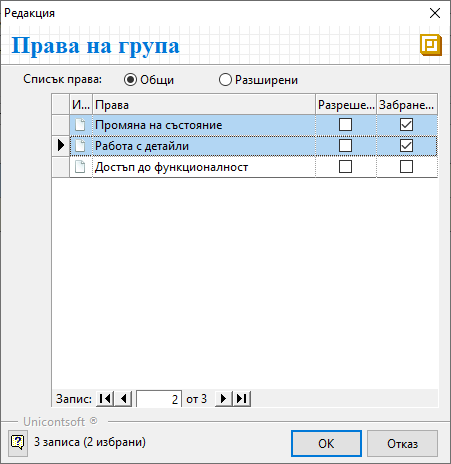 Редакция
Права на група
Списък права: Общи Разширени
И... Права Разреше... Забране...
Промяна на състояние
Работа с детайли
Достъп до функционалност
Запис: 2 от 3
Unicontsoft ®
3 записа (2 избрани) OK Отказ